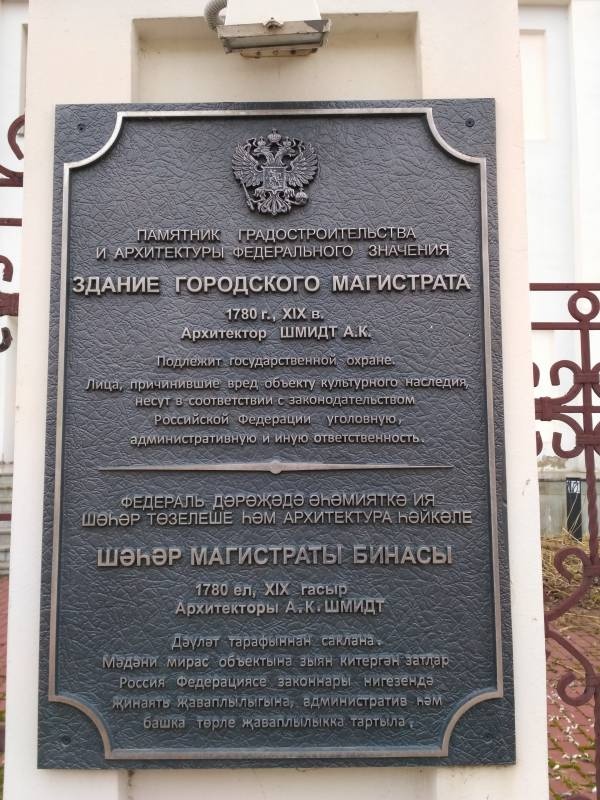 ПАМЯТНИК ГРАДОСТРОИТЕЛЬСТВА
И АРХИТЕКТУРЫ ФЕДЕРАЛЬНОГО ЗНАЧЕНИЯ
ЗДАНИЕ ГОРОДСКОГО МАГИСТРАТА
1780 г., XIX в.
Архитектор ШМИДТ А.К.
Подлежит государственной охране.
Лица, причинившие вред объекту культурного наследия,
несут в соответствии с законодательством
Российской Федерации уголовную,
административную и иную ответственность.
ФЕДЕРАЛЬ ДӘРӘҖӘДӘ ӘҺӘМИЯТКӘ ИЯ
ШӘҺӘР ТӨЗЕЛЕШЕ ҺӘМ АРХИТЕКТУРА ҺӘЙКӘЛЕ
ШӘҺӘР МАГИСТРАТЫ БИНАСЫ
1780 ел, XIX гасыр
Архитекторы А.К.ШМИДТ
Дәүләт тарафыннан саклана.
Мәдәни мирас объектына зыян китергән затлар
Россия Федерациясе законнары нигезендә
җинаять җаваплылыгына, административ һәм
башка төрле җаваплылыкка тартыла.